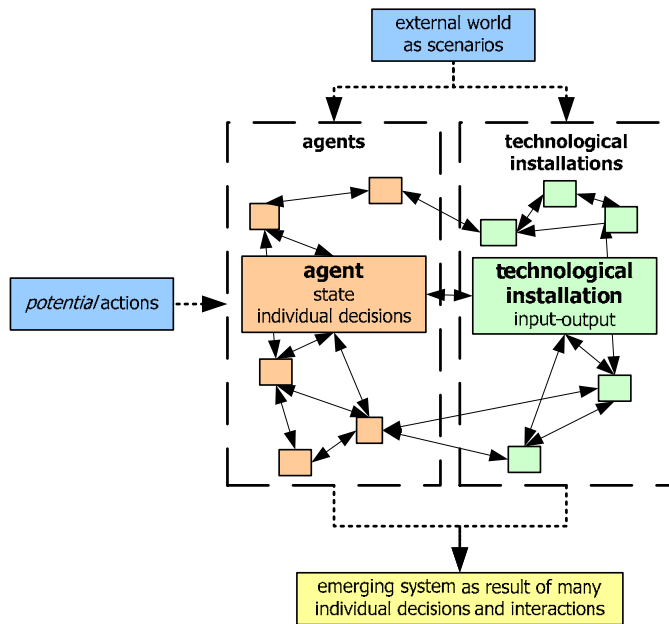 external world
as scenarios
agents
technological
installations
agent
state
individual decisions
technological
installation
input-output
potential actions
emerging system as result of many
individual decisions and interactions